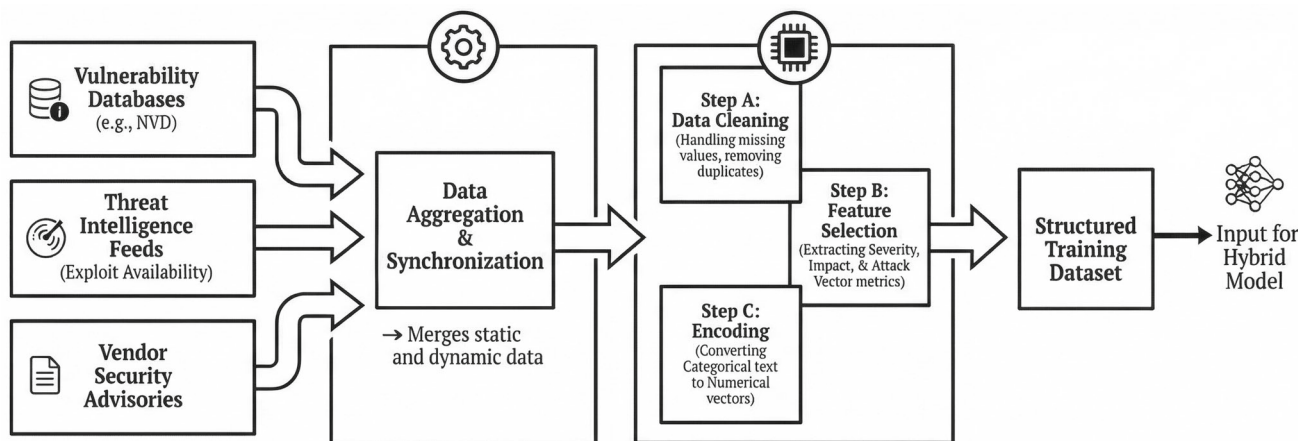 Vulnerability
Databases
(e.g., NVD)
Threat
Intelligence
Feeds
(Exploit Availability)
Vendor
Security
Advisories
Data
Aggregation
&
Synchronization
→ Merges static
and dynamic data
Step A:
Data Cleaning
(Handling missing
values, removing
duplicates)
Step B:
Feature
Selection
(Extracting Severity,
Impact, & Attack
Vector metrics)
Step C:
Encoding
(Converting
Categorical text
to Numerical
vectors)
Structured
Training
Dataset
Input for
Hybrid
Model